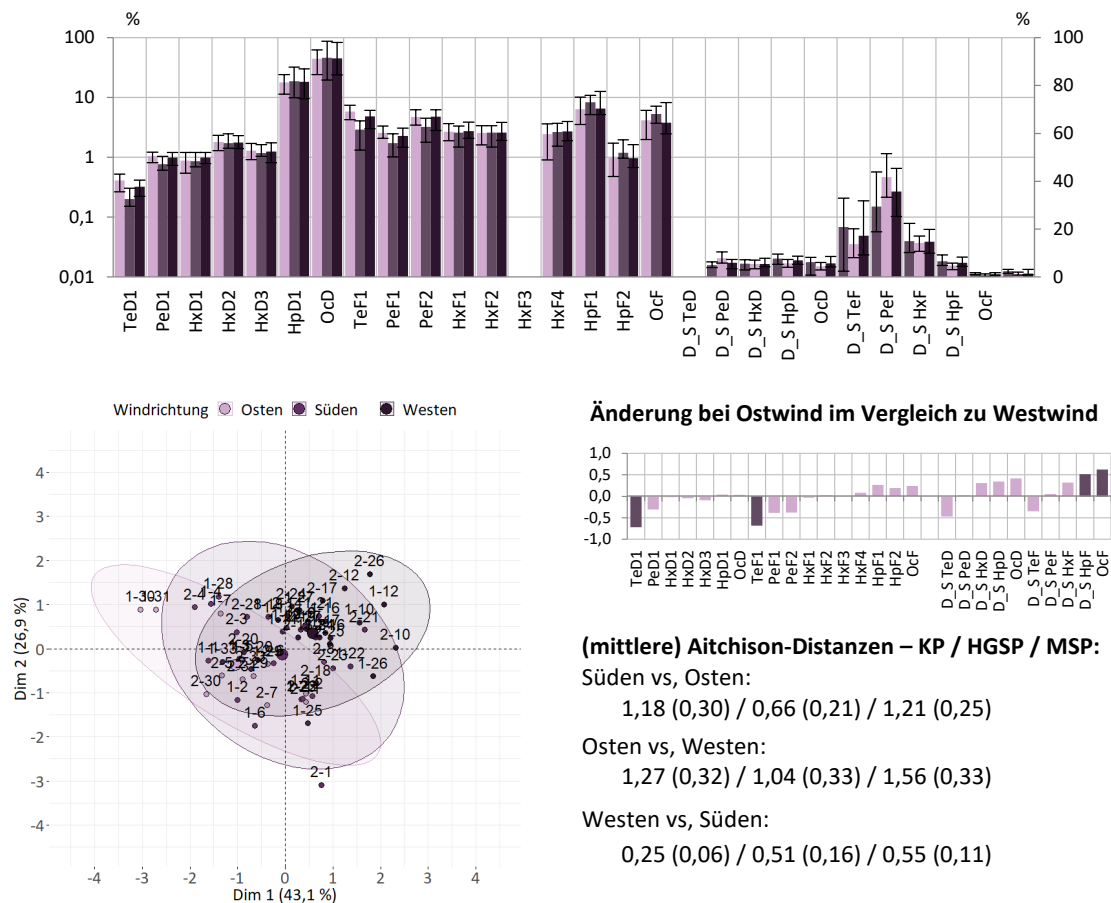 % %
100 100
10 80
1 60
0,1 40
0,01 20
0
TeD1 PeD1 HxD1 HxD2 HxD3 HpD1 OcD TeF1 PeF1 PeF2 HxF1 HxF2 HxF3 HxF4 HpF1 HpF2 OcF D_S TeD D_S PeD D_S HxD D_S HpD OcD D_S TeF D_S PeF D_S HxF D_S HpF OcF
Windrichtung Osten Süden Westen
4
3
2
1
0
-1
-2
-3
-4
2-26
2-12
2-17
1-12
1-28
2-4
1-7
1-10
2-21
2-3
2-10
1-22
1-26
2-18
2-30
1-2
2-7
1-6
1-25
2-1
-4 -3 -2 -1 0 1 2 3 4
Dim 1 (43,1 %)
Dim 2 (26,9 %)
Änderung bei Ostwind im Vergleich zu Westwind
1,0
0,5
0,0
-0,5
-1,0
TeD1 PeD1 HxD1 HxD2 HxD3 HpD1 OcD TeF1 PeF1 PeF2 HxF1 HxF2 HxF3 HxF4 HpF1 HpF2 OcF D_S TeD D_S PeD D_S HxD D_S HpD OcD D_S TeF D_S PeF D_S HxF D_S HpF OcF
(mittlere) Aitchison-Distanzen – KP / HGSP / MSP:
Süden vs, Osten:
1,18 (0,30) / 0,66 (0,21) / 1,21 (0,25)
Osten vs, Westen:
1,27 (0,32) / 1,04 (0,33) / 1,56 (0,33)
Westen vs, Süden:
0,25 (0,06) / 0,51 (0,16) / 0,55 (0,11)